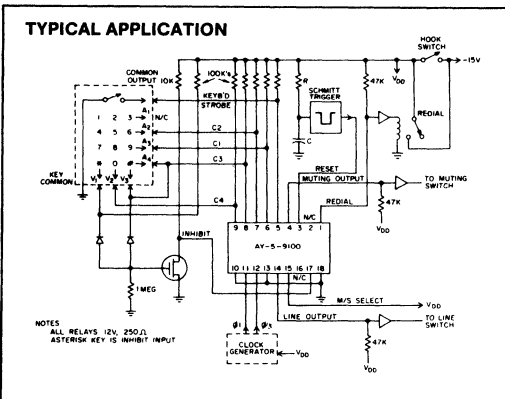 TYPICAL APPLICATION
HOOK
SWITCH
-15V
VDD
COMMON
OUTPUT 10K
100K's
KEYB'D
STROBE
R
SCHMITT
TRIGGER
47K
REDIAL
C
A1 N/C
A2
A3
A4
1 2 3
4 5 6
7 8 9
* 0 #
KEY
COMMON
V1 V2 V3
C2
C1
C3
C4
RESET
MUTING OUTPUT
TO MUTING
SWITCH
N/C
REDIAL
47K
VDD
9 8 7 6 5 4 3 2 1
AY-5-9100
10 11 12 13 14 15 16 17 18
INHIBIT
N/C
M/S SELECT
VDD
LINE OUTPUT
TO LINE
SWITCH
47K
VDD
1 MEG
Ø1 Ø3
CLOCK
GENERATOR
VDD
NOTES
ALL RELAYS 12V, 250Ω
ASTERISK KEY IS INHIBIT INPUT